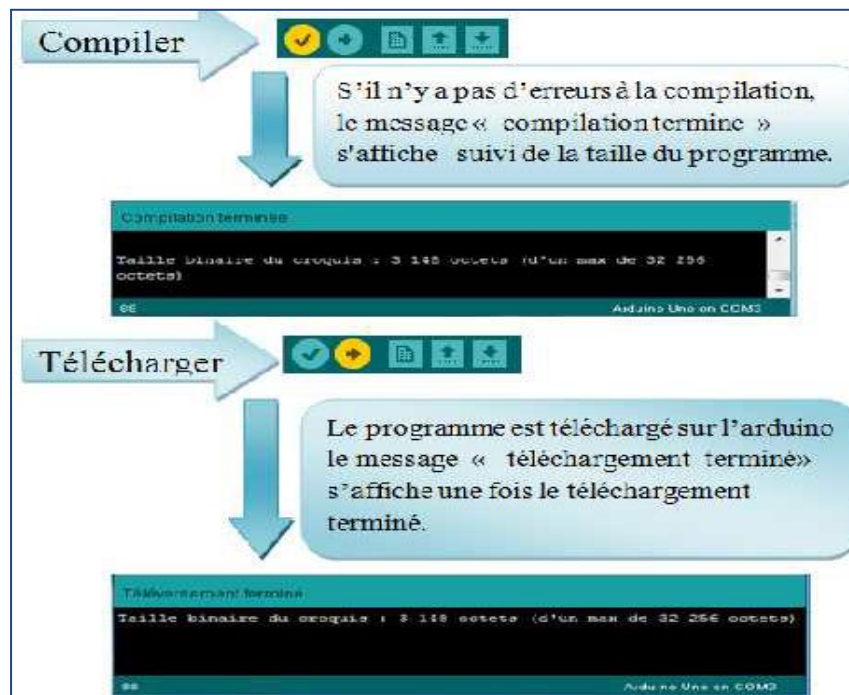 Compiler
S'il n'y a pas d'erreurs à la compilation,
le message « compilation termine »
s'affiche suivi de la taille du programme.
Compilation terminée
Taille binaire du croquis : 3 148 octets (d'un max de 32 256
octets)
Arduino Uno on COM3
Télécharger
Le programme est téléchargé sur l'arduino
le message « téléchargement terminé»
s'affiche une fois le téléchargement
terminé.
Téléversement terminé
Taille binaire du croquis : 3 148 octets (d'un max de 32 256 octets)
Arduino Uno on COM3